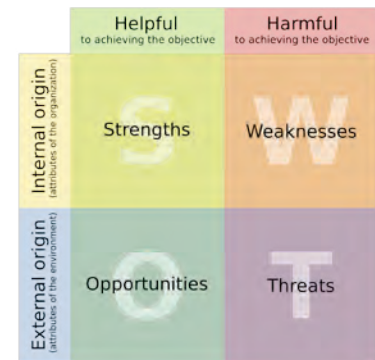 Helpful
to achieving the objective
Harmful
to achieving the objective
Internal origin
(attributes of the organization)
S
Strengths
W
Weaknesses
External origin
(attributes of the environment)
O
Opportunities
T
Threats